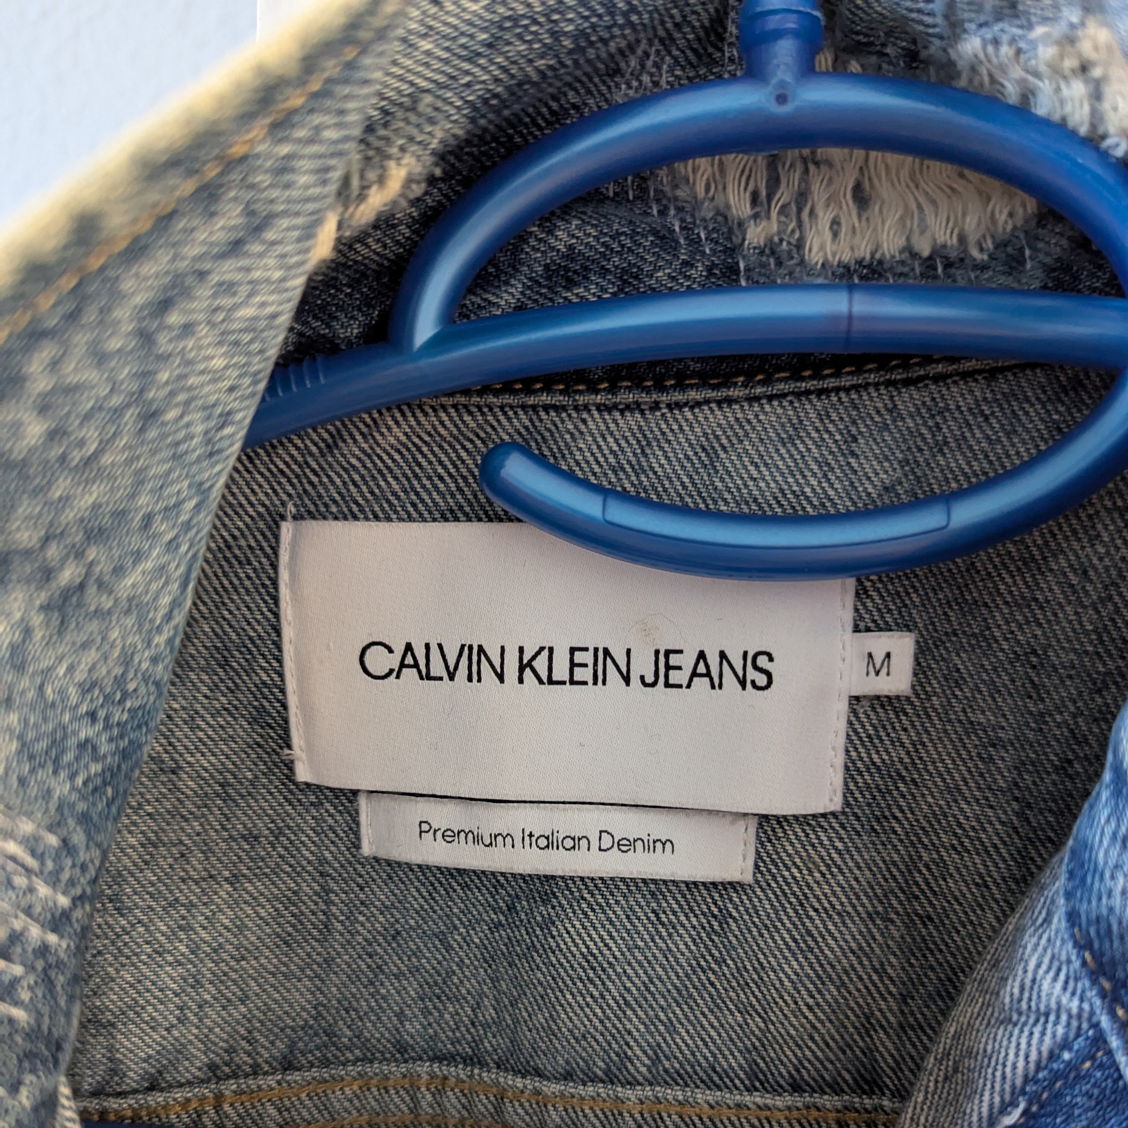 CALVIN KLEIN JEANS
M
Premium Italian Denim